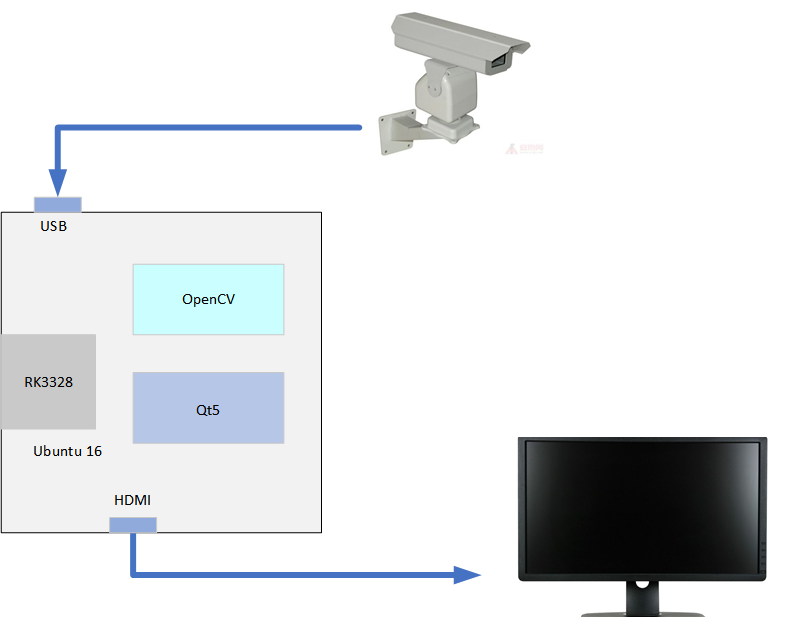 USB
OpenCV
RK3328
Qt5
Ubuntu 16
HDMI